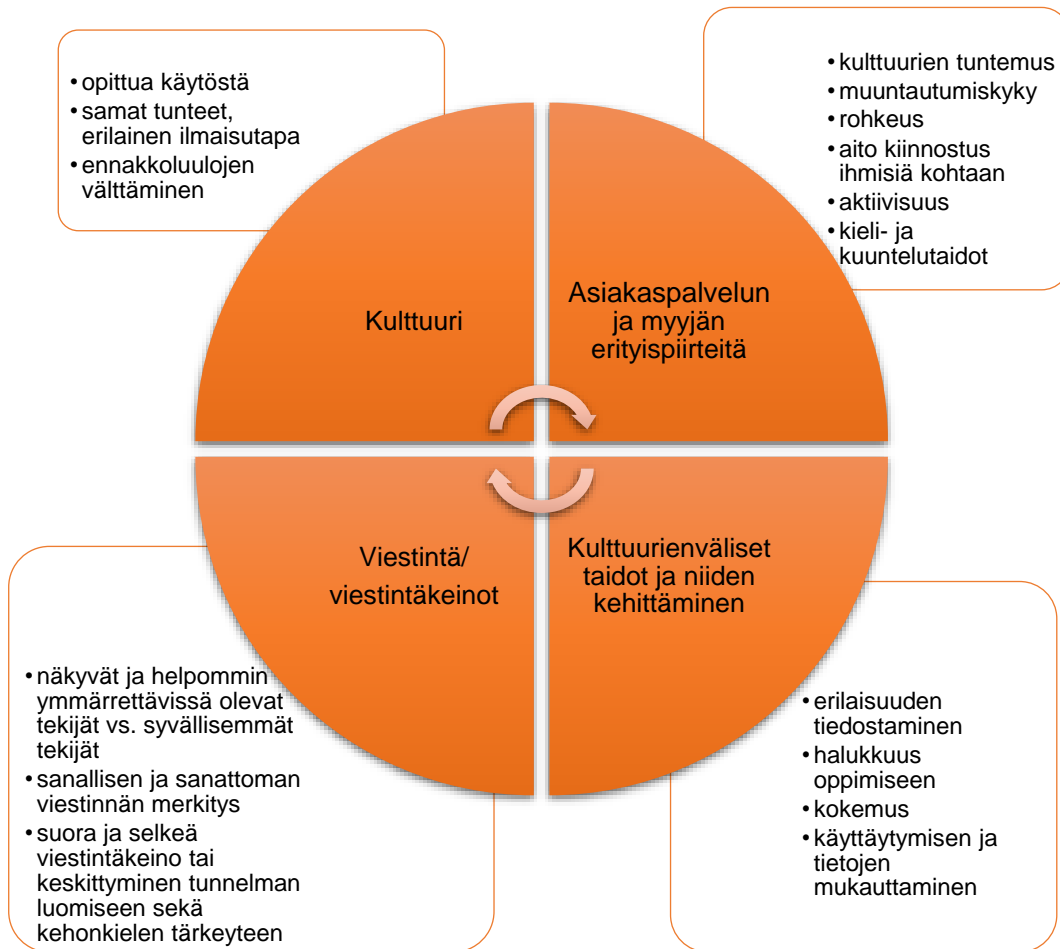 • opittua käytöstä
• samat tunteet,
erilainen ilmaisutapa
• ennakkoluulojen
välttäminen
• kulttuurien tuntemus
• muuntautumiskyky
• rohkeus
• aito kiinnostus
ihmisiä kohtaan
• aktiivisuus
• kieli- ja
kuuntelutaidot
Kulttuuri
Asiakaspalvelun
ja myyjän
erityispiirteitä
Viestintä/
viestintäkeinot
Kulttuurienväliset
taidot ja niiden
kehittäminen
• näkyvät ja helpommin
ymmärrettävissä olevat
tekijät vs. syvällisemmät
tekijät
• sanallisen ja sanattoman
viestinnän merkitys
• suora ja selkeä
viestintäkeino tai
keskittyminen tunnelman
luomiseen sekä
kehonkielen tärkeyteen
• erilaisuuden
tiedostaminen
• halukkuus
oppimiseen
• kokemus
• käyttäytymisen ja
tietojen
mukauttaminen